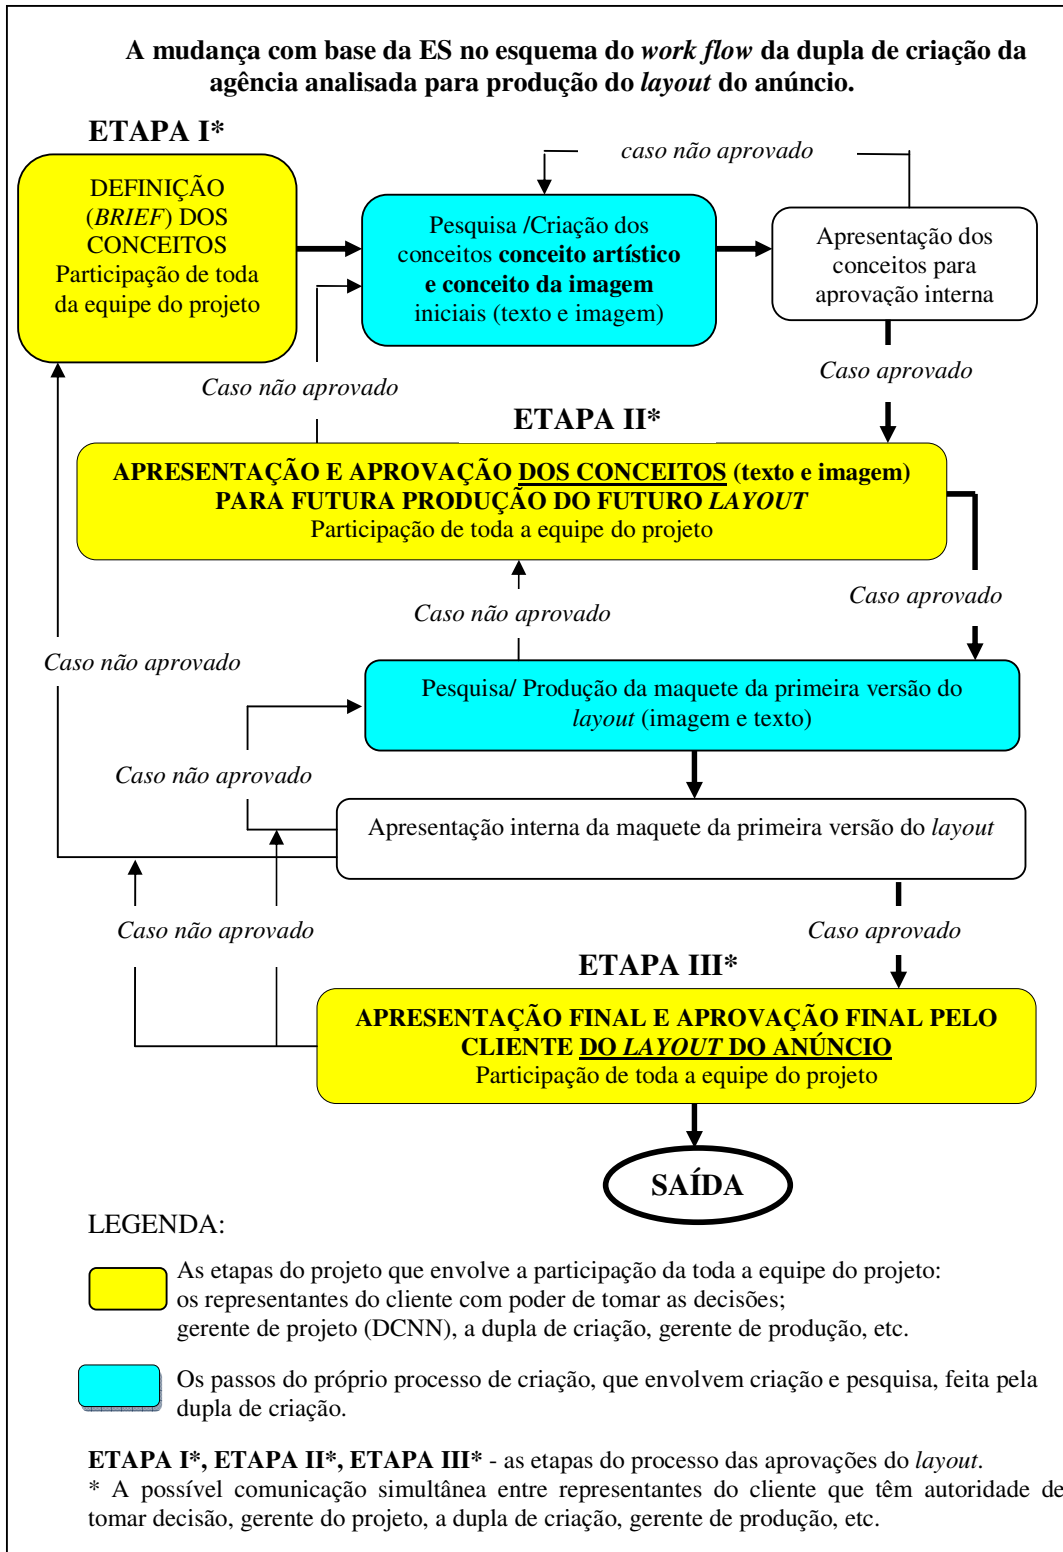 A mudança com base da ES no esquema do work flow da dupla de criação da
agência analisada para produção do layout do anúncio.
ETAPA I*
caso não aprovado
DEFINIÇÃO
(BRIEF) DOS
CONCEITOS
Participação de toda
da equipe do projeto
Pesquisa /Criação dos
conceitos conceito artístico
e conceito da imagem
iniciais (texto e imagem)
Apresentação dos
conceitos para
aprovação interna
Caso não aprovado
Caso aprovado
ETAPA II*
APRESENTAÇÃO E APROVAÇÃO DOS CONCEITOS (texto e imagem)
PARA FUTURA PRODUÇÃO DO FUTURO LAYOUT
Participação de toda a equipe do projeto
Caso não aprovado
Caso aprovado
Caso não aprovado
Pesquisa/ Produção da maquete da primeira versão do
layout (imagem e texto)
Caso não aprovado
Apresentação interna da maquete da primeira versão do layout
Caso não aprovado
Caso aprovado
ETAPA III*
APRESENTAÇÃO FINAL E APROVAÇÃO FINAL PELO
CLIENTE DO LAYOUT DO ANÚNCIO
Participação de toda a equipe do projeto
SAÍDA
LEGENDA:
As etapas do projeto que envolve a participação da toda a equipe do projeto:
os representantes do cliente com poder de tomar as decisões;
gerente de projeto (DCNN), a dupla de criação, gerente de produção, etc.
Os passos do próprio processo de criação, que envolvem criação e pesquisa, feita pela
dupla de criação.
ETAPA I*, ETAPA II*, ETAPA III* - as etapas do processo das aprovações do layout.
* A possível comunicação simultânea entre representantes do cliente que têm autoridade de
tomar decisão, gerente do projeto, a dupla de criação, gerente de produção, etc.